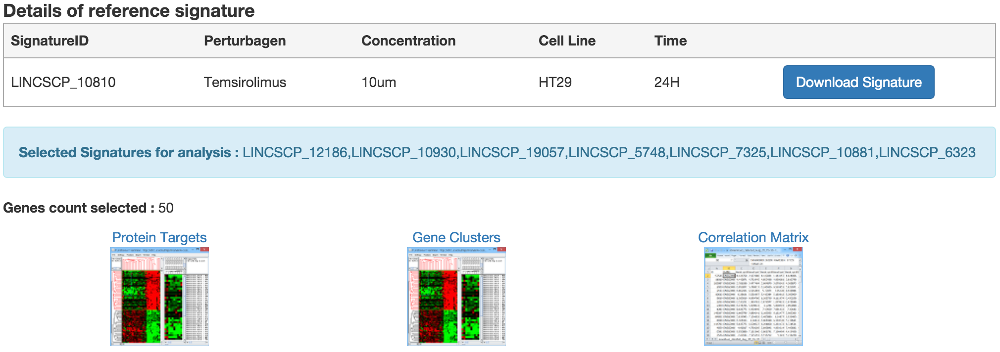 Details of reference signature
SignatureID Perturbagen Concentration Cell Line Time
LINCSCP_10810 Temsirolimus 10um HT29 24H Download Signature
Selected Signatures for analysis : LINCSCP_12186,LINCSCP_10930,LINCSCP_19057,LINCSCP_5748,LINCSCP_7325,LINCSCP_10881,LINCSCP_6323
Genes count selected : 50
Protein Targets Gene Clusters Correlation Matrix